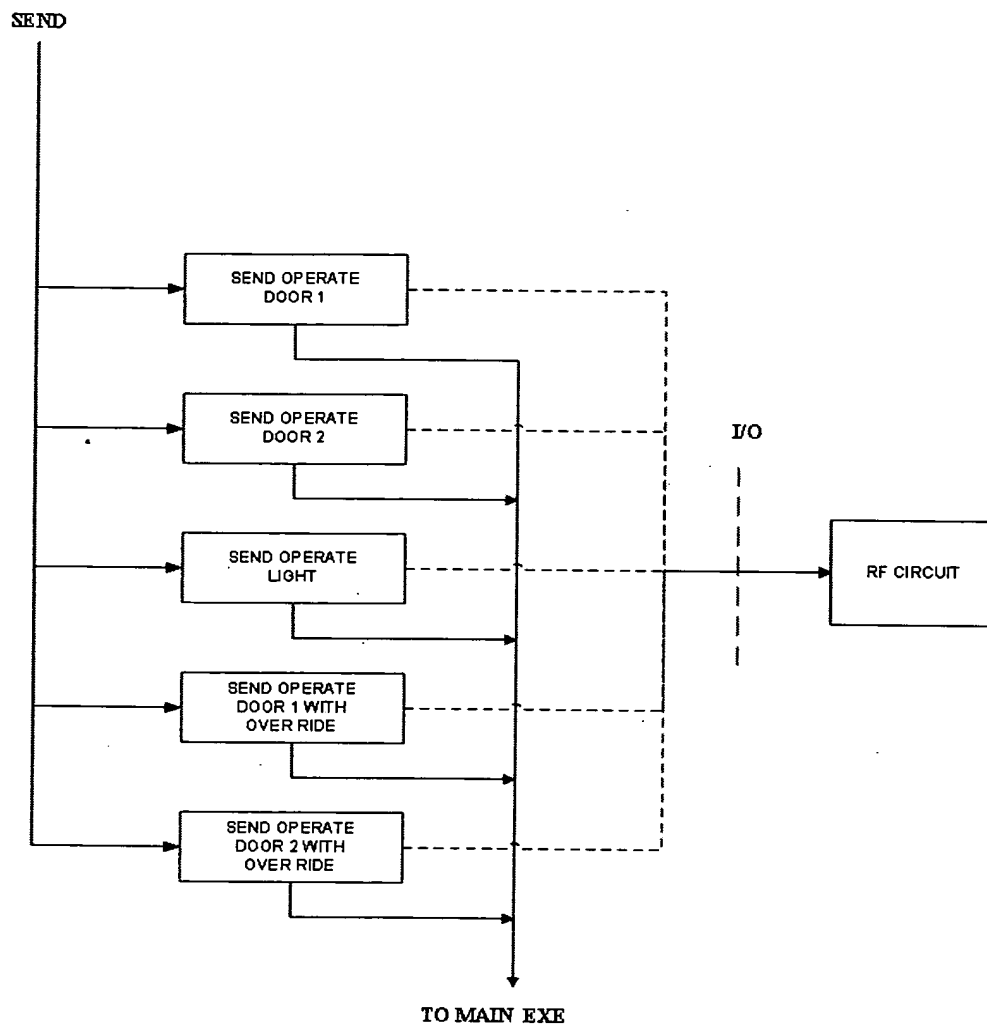 SEND
SEND OPERATE
DOOR 1
SEND OPERATE
DOOR 2
I/O
SEND OPERATE
LIGHT
RF CIRCUIT
SEND OPERATE
DOOR 1 WITH
OVER RIDE
SEND OPERATE
DOOR 2 WITH
OVER RIDE
TO MAIN EXE